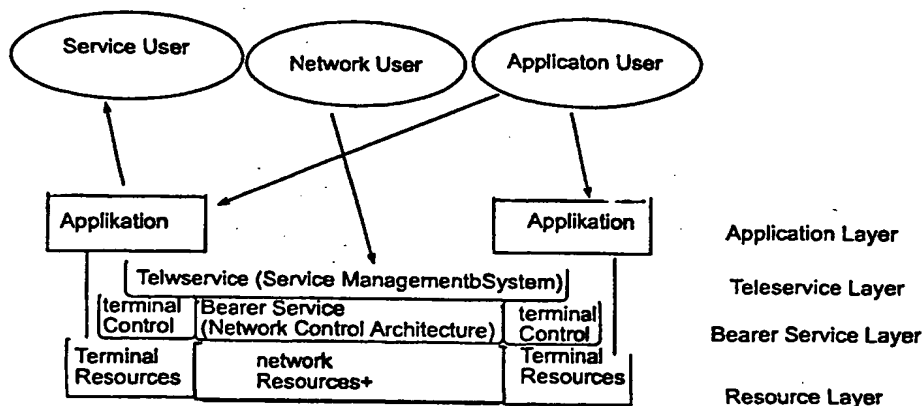 Service User
Network User
Applicaton User
Applikation
Applikation
Application Layer
Telwservice (Service ManagementbSystem)
Teleservice Layer
terminal
Control
Bearer Service
(Network Control Architecture)
terminal
Control
Bearer Service Layer
Terminal
Resources
network
Resources+
Terminal
Resources
Resource Layer